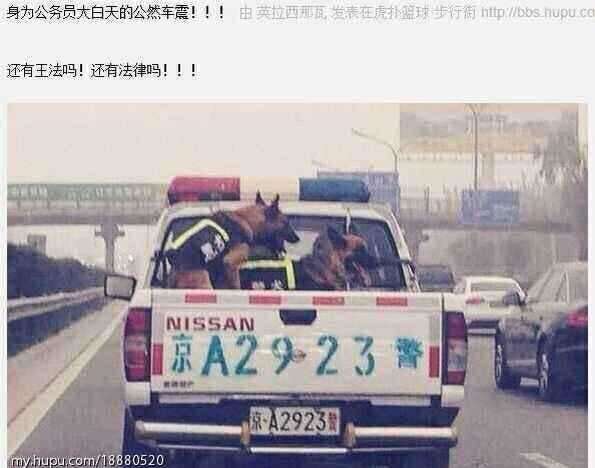 身为公务员大白天的公然车震！！！ 由 英拉西那瓦 发表在虎扑篮球·步行街 http://bbs.hupu.co
还有王法吗！还有法律吗！！！
NISSAN
京A2923警
京·A2923警
my.hupu.com/18880520